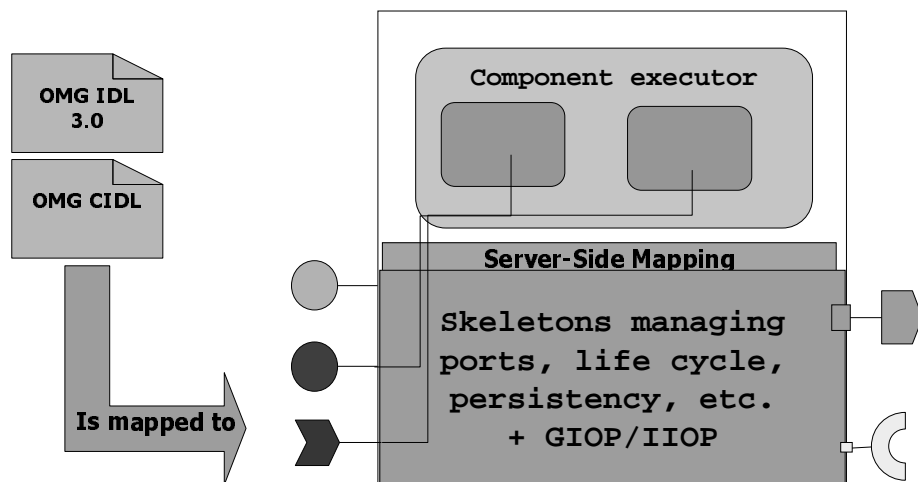 OMG IDL
3.0
OMG CIDL
Is mapped to
Component executor
Server-Side Mapping
Skeletons managing
ports, life cycle,
persistency, etc.
+ GIOP/IIOP